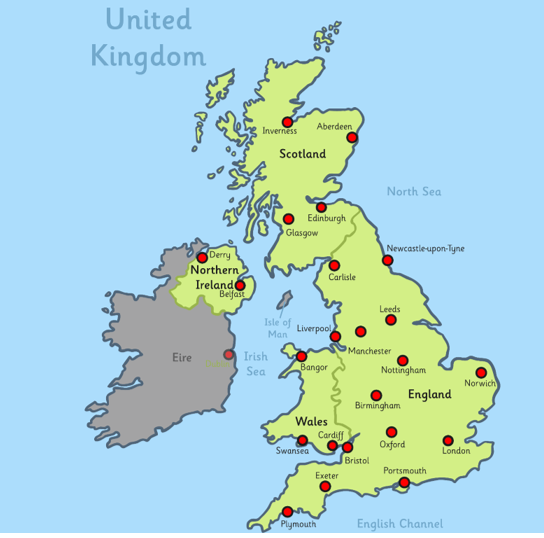 United
Kingdom
Inverness
Aberdeen
Scotland
North Sea
Edinburgh
Glasgow
Newcastle-upon-Tyne
Derry
Northern
Ireland
Belfast
Carlisle
Isle of
Man
Leeds
Liverpool
Manchester
Eire
Irish
Sea
Bangor
Nottingham
Norwich
England
Birmingham
Wales
Cardiff
Swansea
Bristol
Oxford
London
Exeter
Portsmouth
Plymouth
English Channel